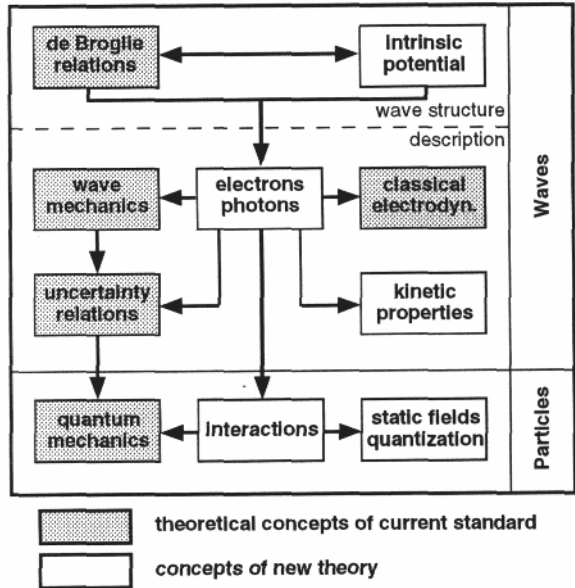 de Broglie
relations
intrinsic
potential
wave structure
description
wave
mechanics
electrons
photons
classical
electrodyn.
uncertainty
relations
kinetic
properties
Waves
quantum
mechanics
interactions
static fields
quantization
Particles
theoretical concepts of current standard
concepts of new theory